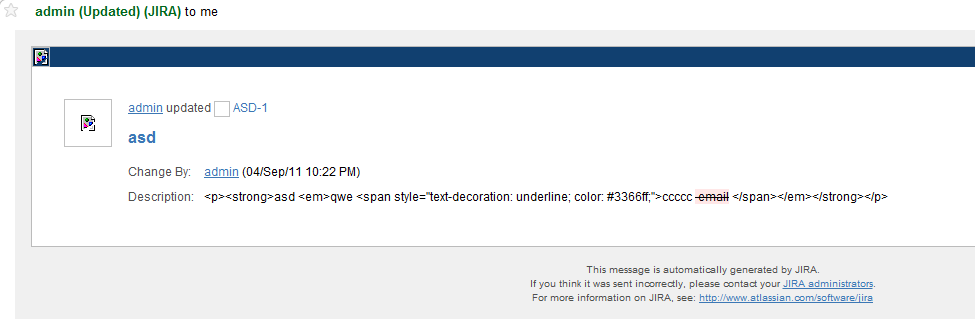 admin (Updated) (JIRA) to me
admin updated ASD-1
asd
Change By: admin (04/Sep/11 10:22 PM)
Description: <p><strong>asd <em>qwe <span style="text-decoration: underline; color: #3366ff;">ccccc email </span></em></strong></p>
This message is automatically generated by JIRA.
If you think it was sent incorrectly, please contact your JIRA administrators.
For more information on JIRA, see: http://www.atlassian.com/software/jira